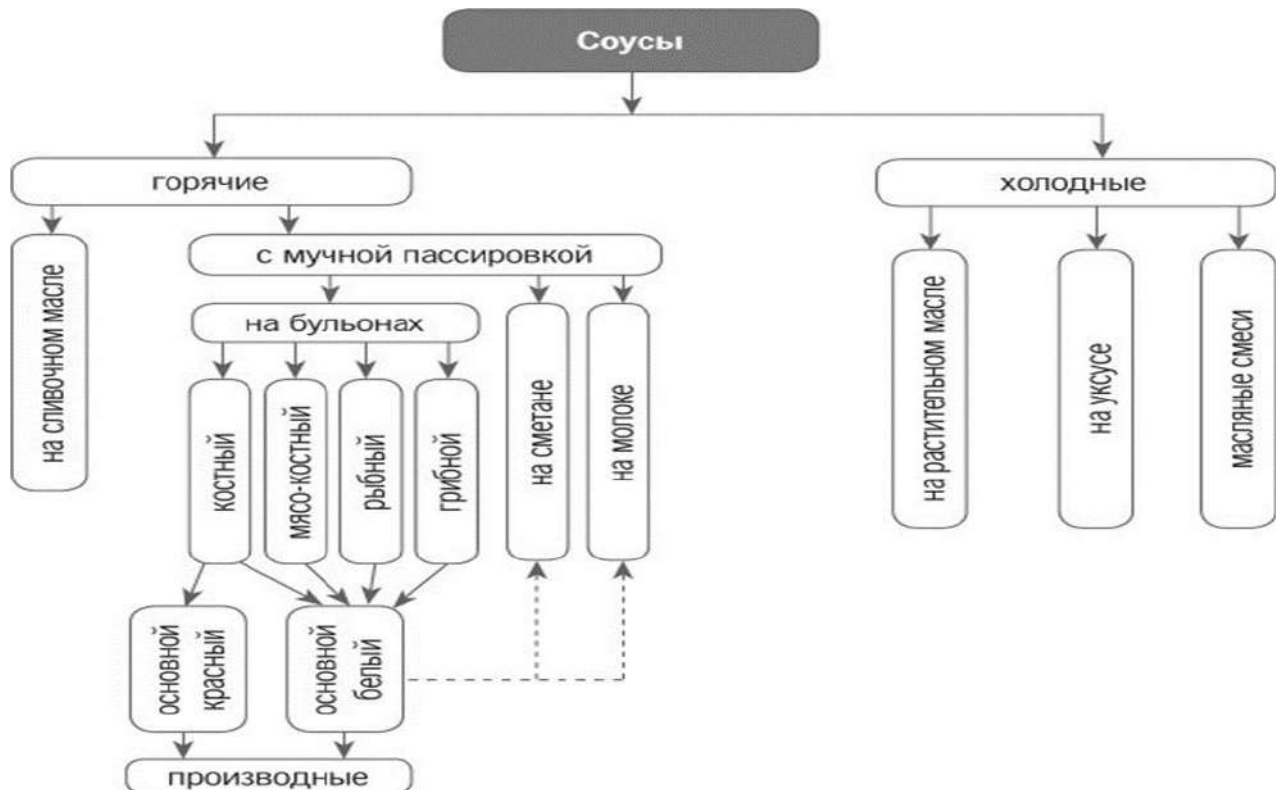 Соусы
горячие
холодные
на сливочном масле
с мучной пассировкой
на бульонах
костный
мясо-костный
рыбный
грибной
на сметане
на молоке
на растительном масле
на уксусе
масляные смеси
основной
красный
основной
белый
производные